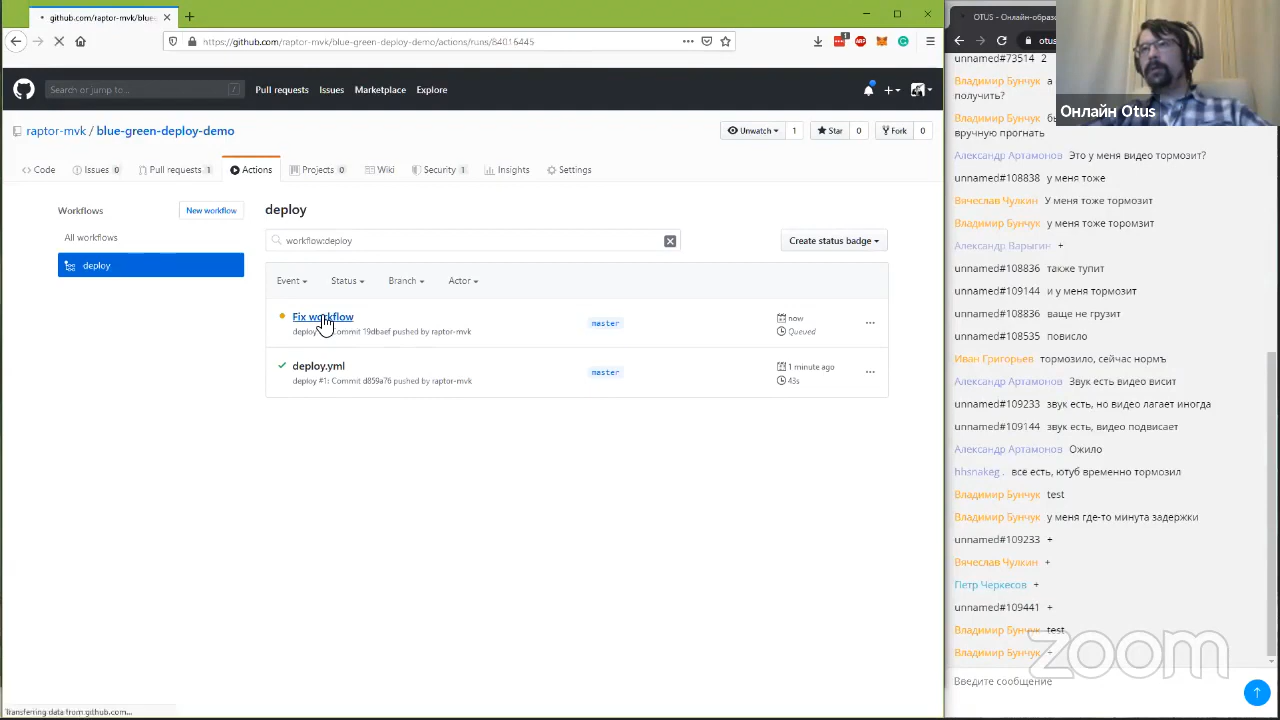 github.com/raptor-mvk/blue-
https://github.com/raptor-mvk/blue-green-deploy-demo/actions/runs/84016445
Search or jump to...
/
Pull requests
Marketplace
Explore
raptor-mvk / blue-green-deploy-demo
Unwatch
1
Star
0
Fork
0
Code
Issues 0
Pull requests 1
Actions
Projects 0
Wiki
Security 1
Insights
Settings
Workflows
New workflow
All workflows
deploy
deploy
workflow:deploy
Create status badge
Event
Status
Branch
Actor
Fix workflow
deploy
Commit 19dbaef pushed by raptor-mvk
master
now
Queued
deploy.yml
deploy #1: Commit d859a76 pushed by raptor-mvk
master
1 minute ago
43s
Transferring data from github.com...
OTUS - Онлайн-образо
otus
Онлайн Otus
unnamed#73514 2
Владимир Бунчук а
получить?
Владимир Бунчук
вручную прогнать
Александр Артамонов Это у меня видео тормозит?
unnamed#108838 у меня тоже
Вячеслав Чулкин У меня тоже тормозит
Владимир Бунчук у меня тоже торомзит
Александр Варыгин +
unnamed#108836 также тупит
unnamed#109144 и у меня тормозит
unnamed#108836 ваще не грузит
unnamed#108535 повисло
Иван Григорьев тормозило, сейчас нормъ
Александр Артамонов Звук есть видео висит
unnamed#109233 звук есть, но видео лагает иногда
unnamed#109144 звук есть, видео подвисает
Александр Артамонов Ожило
hhsnakeg . все есть, ютуб временно тормозил
Владимир Бунчук test
Владимир Бунчук у меня где-то минута задержки
unnamed#109233 +
Вячеслав Чулкин +
Петр Черкесов +
unnamed#109441 +
Владимир Бунчук test
Владимир Бунчук +
zoom
Введите сообщение